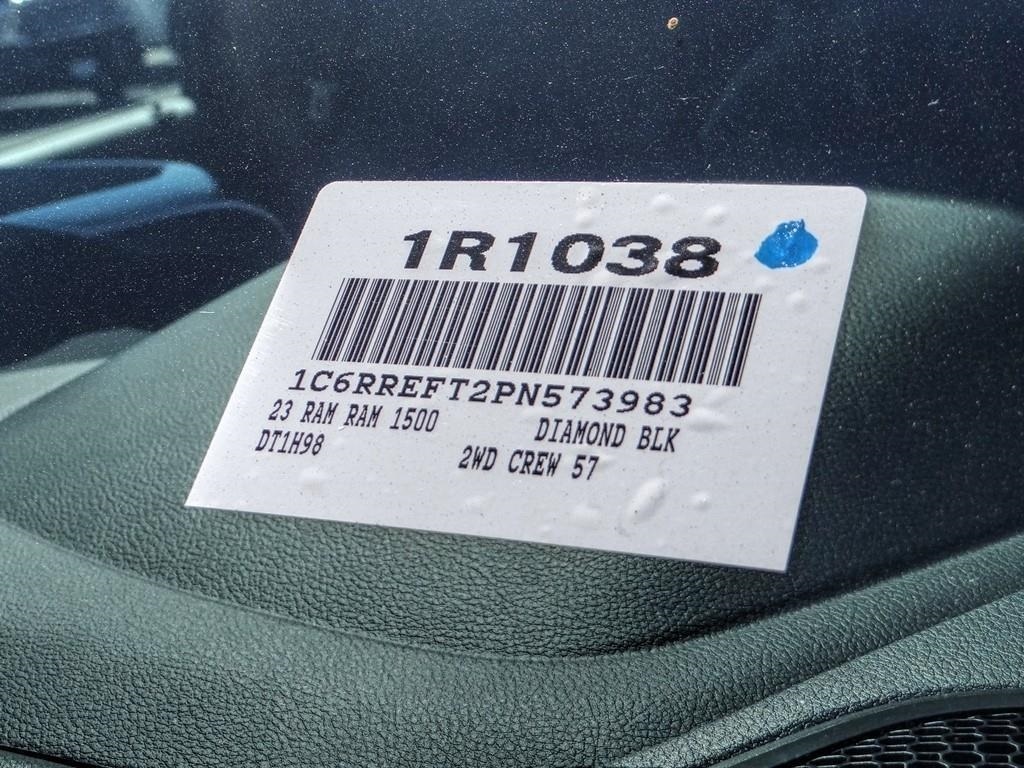 1R1038
1C6RREFT2PN573983
23 RAM RAM 1500 DIAMOND BLK
DT1H98 2WD CREW 57